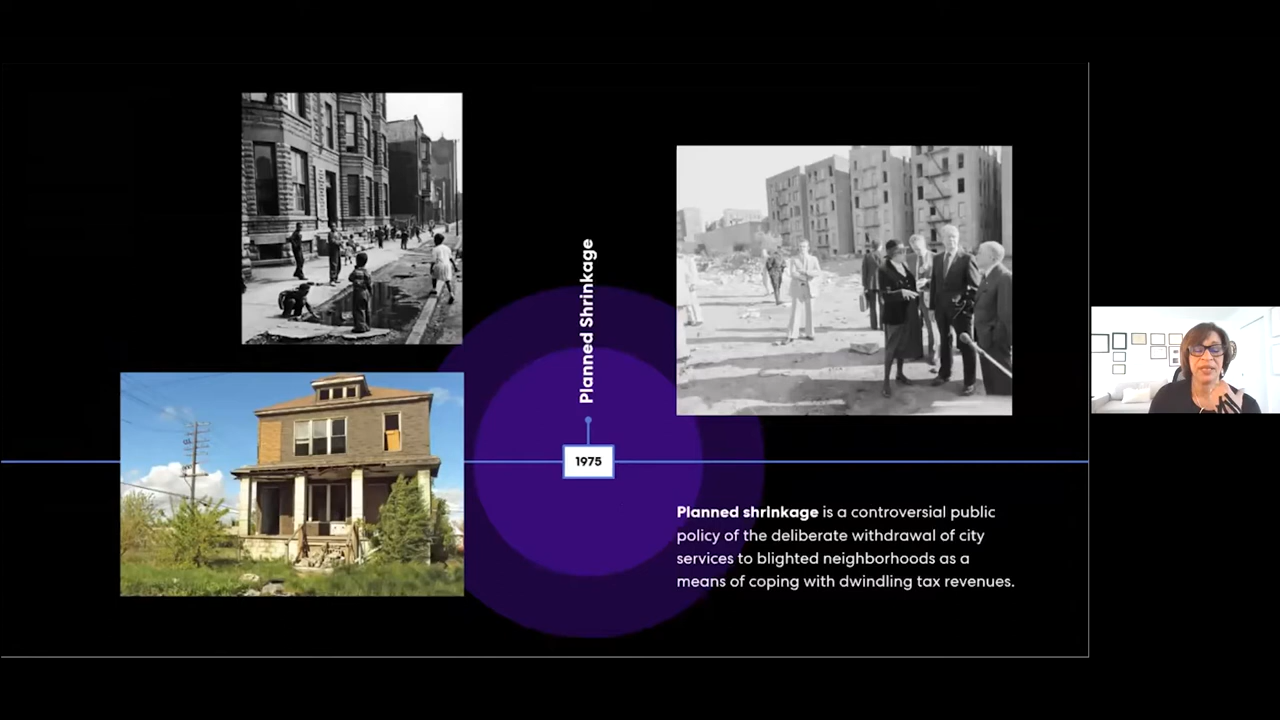 Planned Shrinkage
1975
Planned shrinkage is a controversial public
policy of the deliberate withdrawal of city
services to blighted neighborhoods as a
means of coping with dwindling tax revenues.